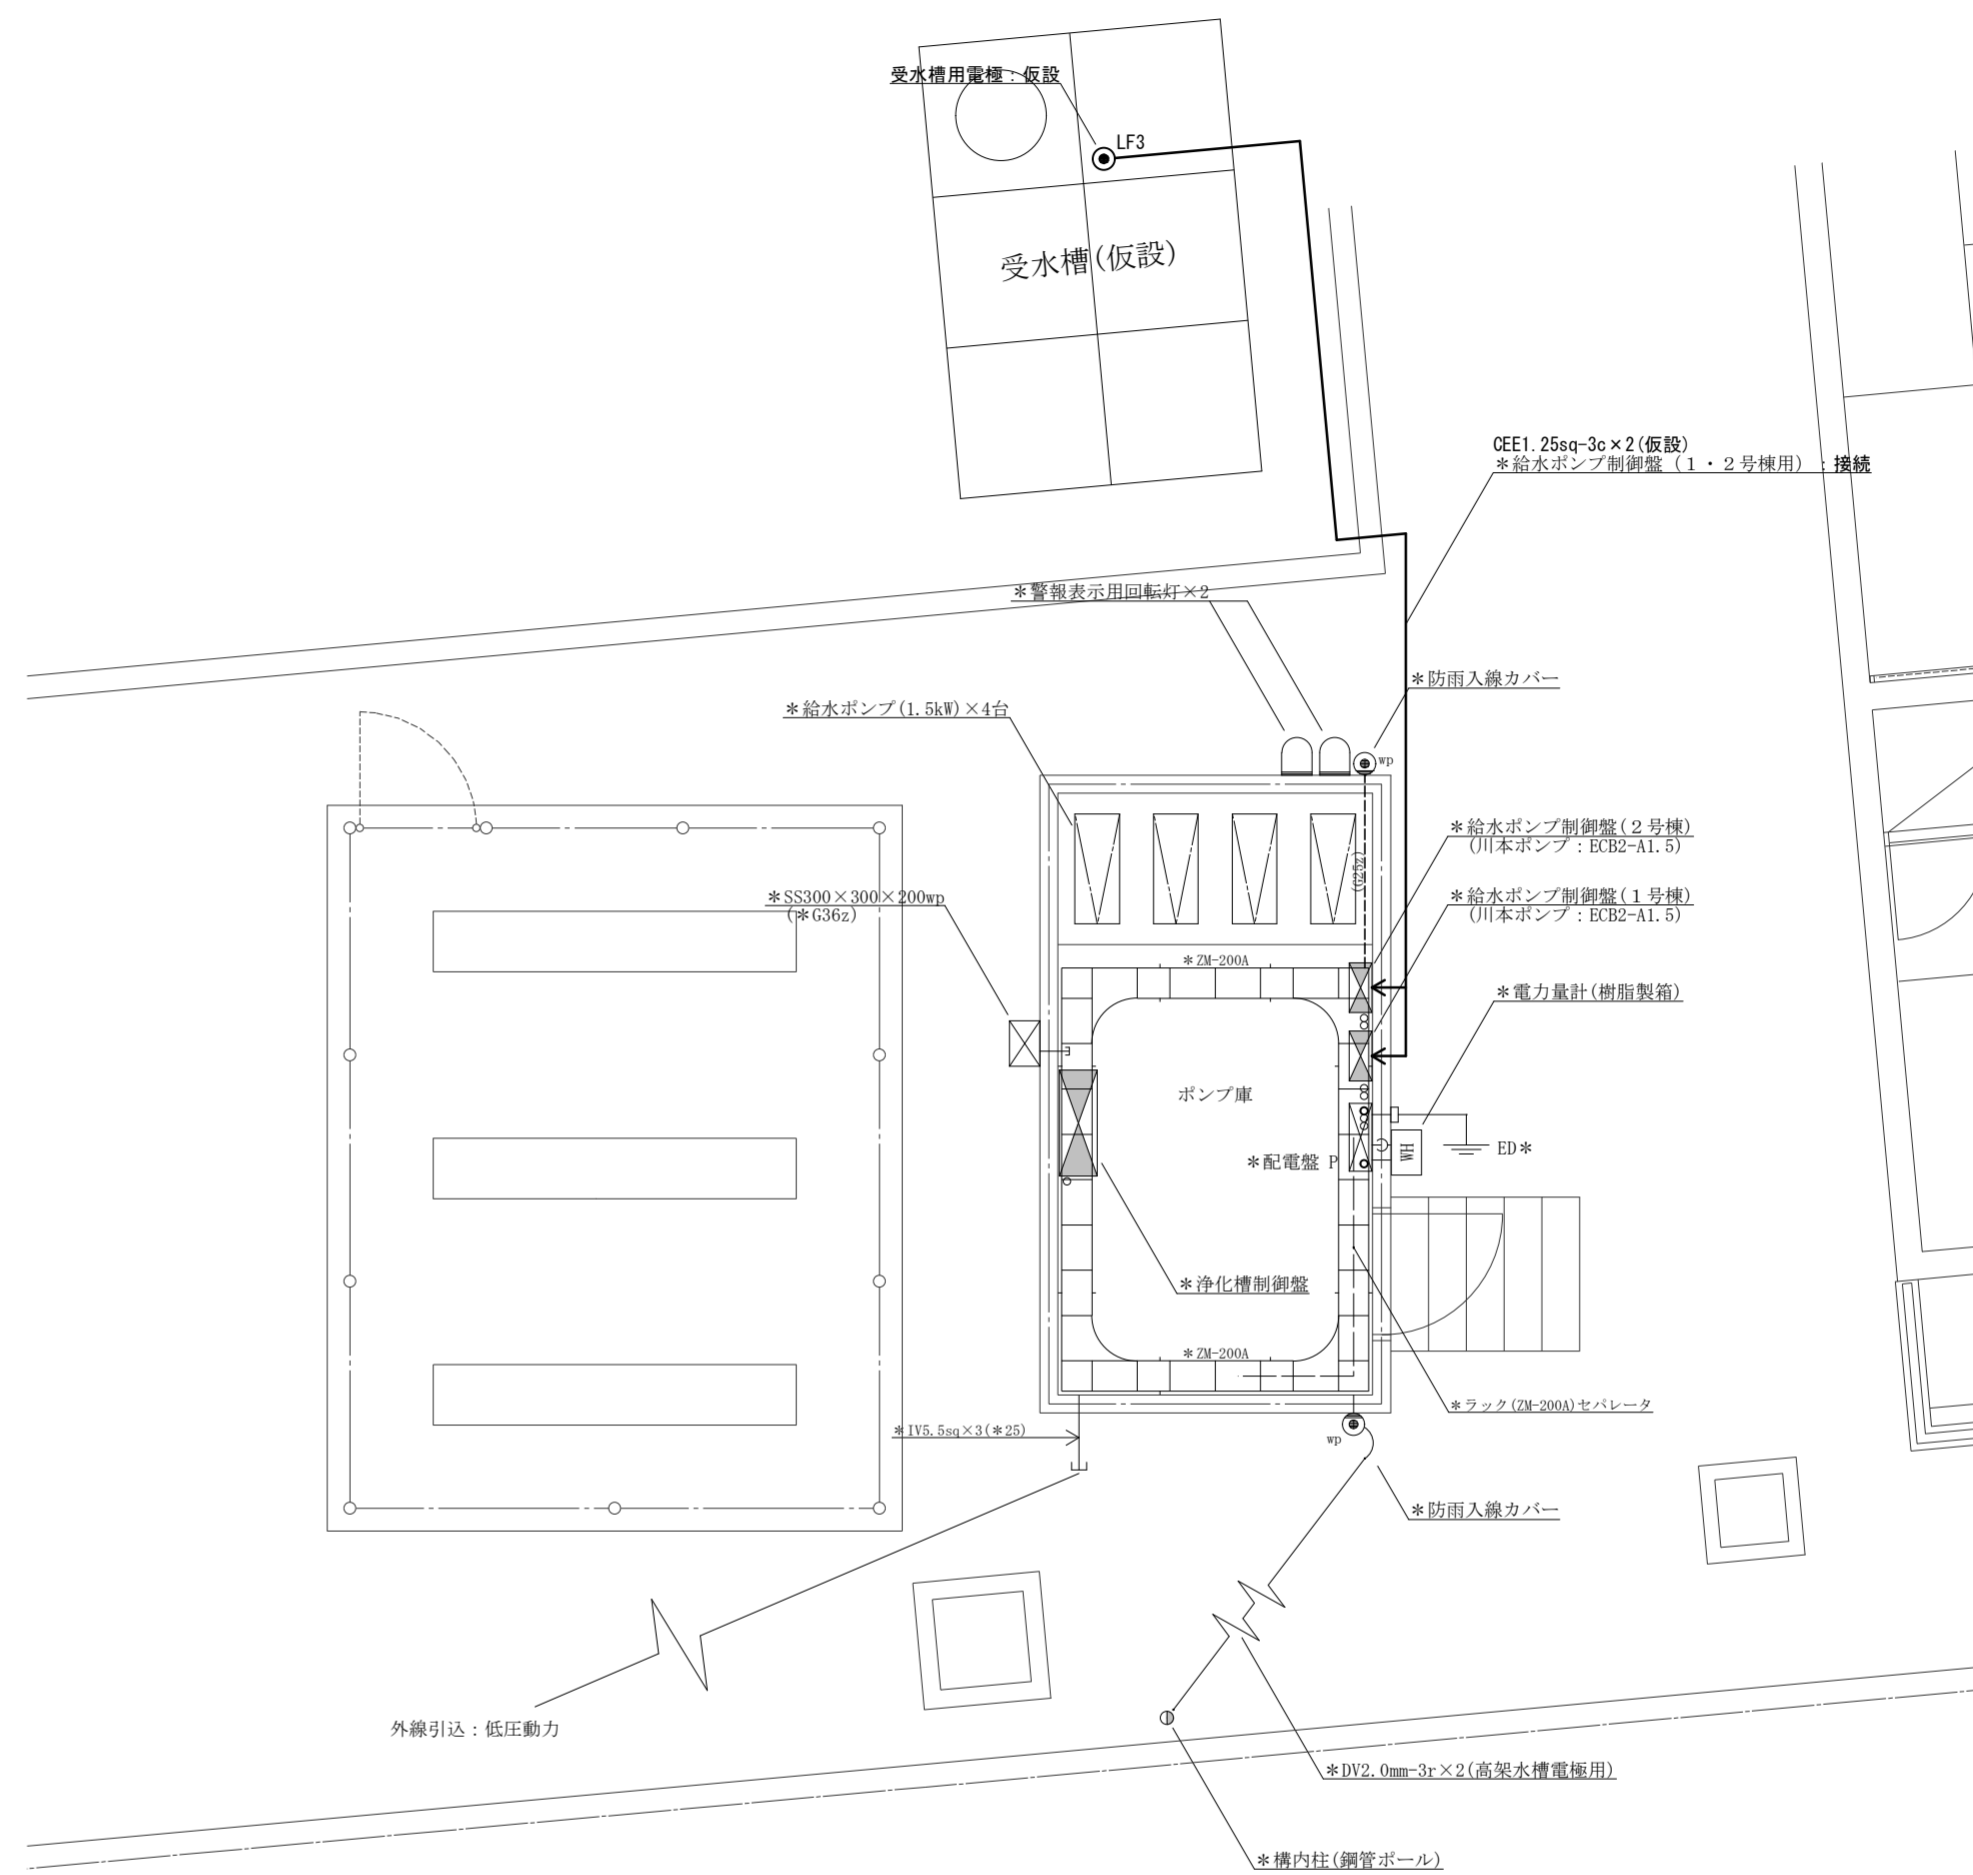 受水槽用電極：仮設
LF3
受水槽(仮設)
CEE1.25sq-3c×2(仮設)
＊給水ポンプ制御盤（１・２号棟用）：接続
＊警報表示用回転灯×2
＊防雨入線カバー
＊給水ポンプ(1.5kW)×4台
wp
＊給水ポンプ制御盤(２号棟)
(川本ポンプ：ECB2-A1.5)
(G25Z)
＊SS300×300×200wp
(＊G36z)
＊給水ポンプ制御盤(１号棟)
(川本ポンプ：ECB2-A1.5)
＊ZM-200A
＊電力量計(樹脂製箱)
ポンプ庫
WH
ED＊
＊配電盤 P
＊浄化槽制御盤
＊ZM-200A
＊ラック(ZM-200A)セパレータ
＊IV5.5sq×3(＊25)
wp
＊防雨入線カバー
外線引込：低圧動力
＊DV2.0mm-3r×2(高架水槽電極用)
＊構内柱(鋼管ポール)